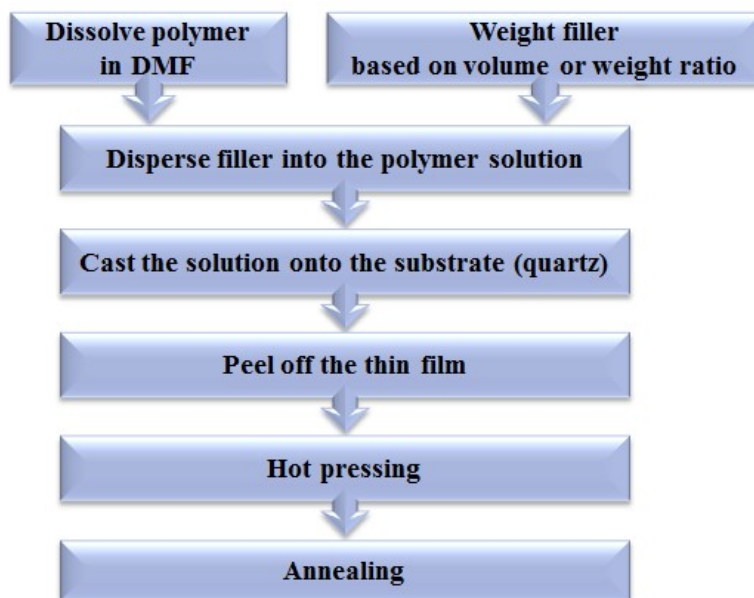 Dissolve polymer
in DMF
Weight filler
based on volume or weight ratio
Disperse filler into the polymer solution
Cast the solution onto the substrate (quartz)
Peel off the thin film
Hot pressing
Annealing